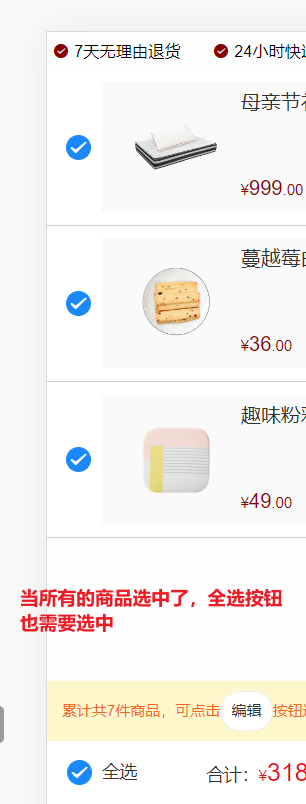 7天无理由退货 24小时快
母亲节
¥999.00
蔓越莓
¥36.00
趣味粉
¥49.00
当所有的商品选中了，全选按钮
也需要选中
累计共7件商品，可点击 编辑 按钮
全选 合计：¥318